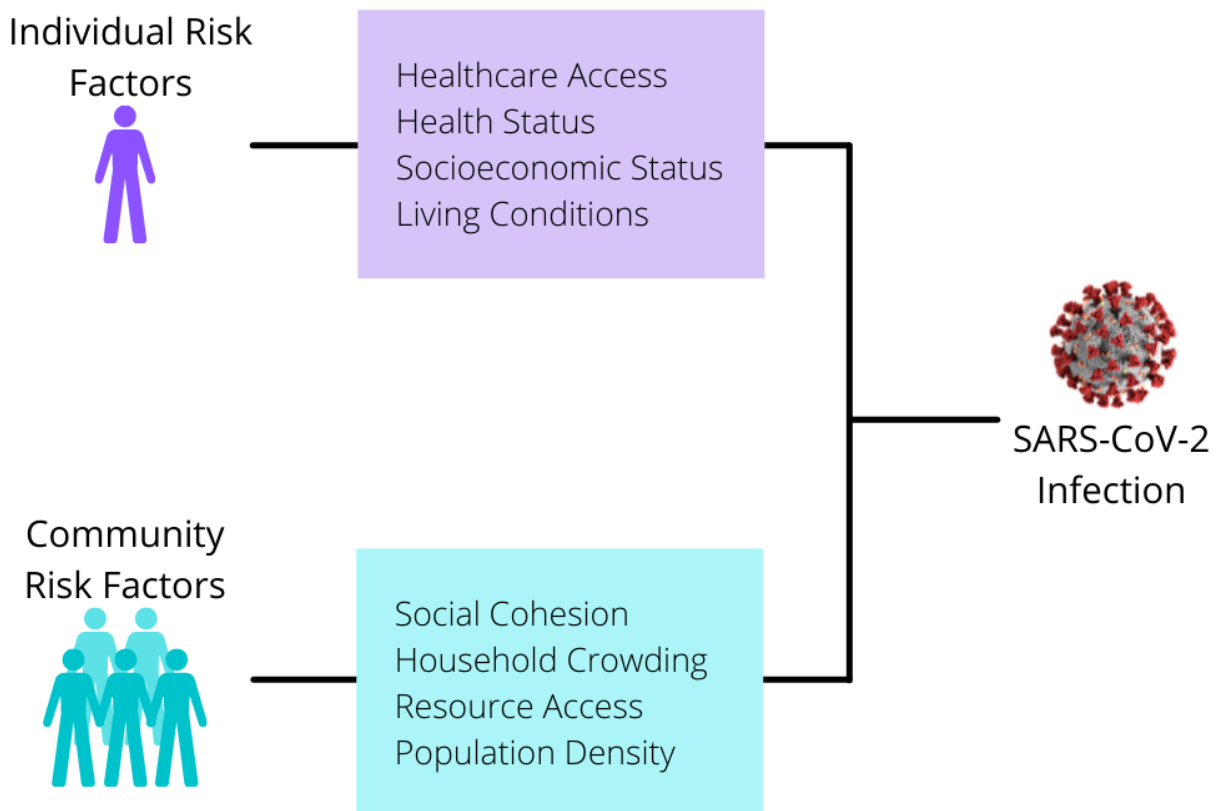 Individual Risk
Factors
Healthcare Access
Health Status
Socioeconomic Status
Living Conditions
SARS-CoV-2
Infection
Community
Risk Factors
Social Cohesion
Household Crowding
Resource Access
Population Density